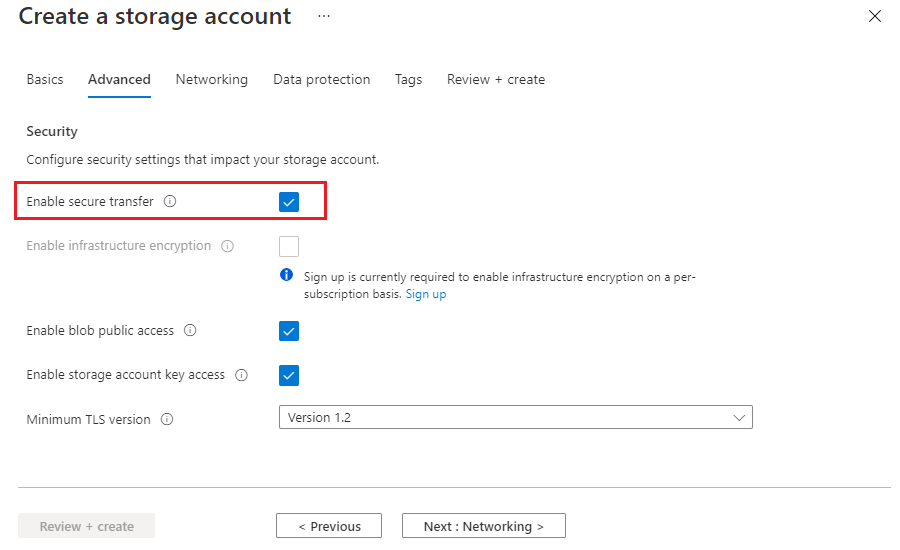 Create a storage account ...
Basics Advanced Networking Data protection Tags Review + create
Security
Configure security settings that impact your storage account.
Enable secure transfer
Enable infrastructure encryption
Sign up is currently required to enable infrastructure encryption on a per-
subscription basis. Sign up
Enable blob public access
Enable storage account key access
Minimum TLS version Version 1.2
Review + create < Previous Next : Networking >